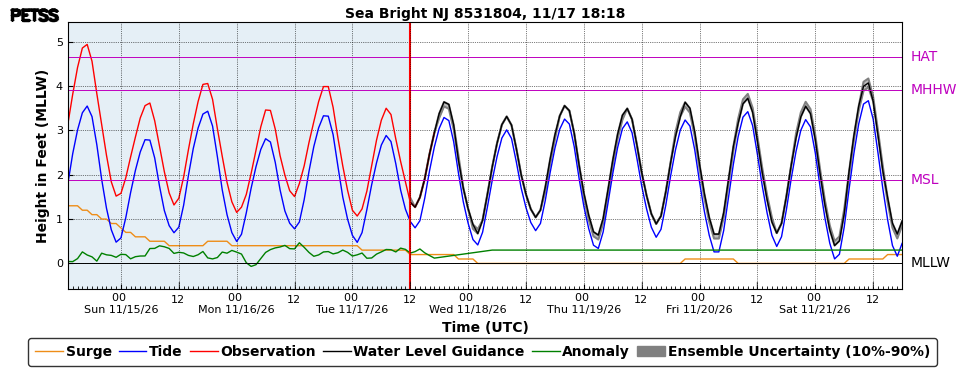 PETSS
Sea Bright NJ 8531804, 11/17 18:18
Height in Feet (MLLW)
5
4
3
2
1
0
HAT
MHHW
MSL
MLLW
00 12 00 12 00 12 00 12 00 12 00 12 00 12
Sun 11/15/26 Mon 11/16/26 Tue 11/17/26 Wed 11/18/26 Thu 11/19/26 Fri 11/20/26 Sat 11/21/26
Time (UTC)
Surge Tide Observation Water Level Guidance Anomaly Ensemble Uncertainty (10%-90%)